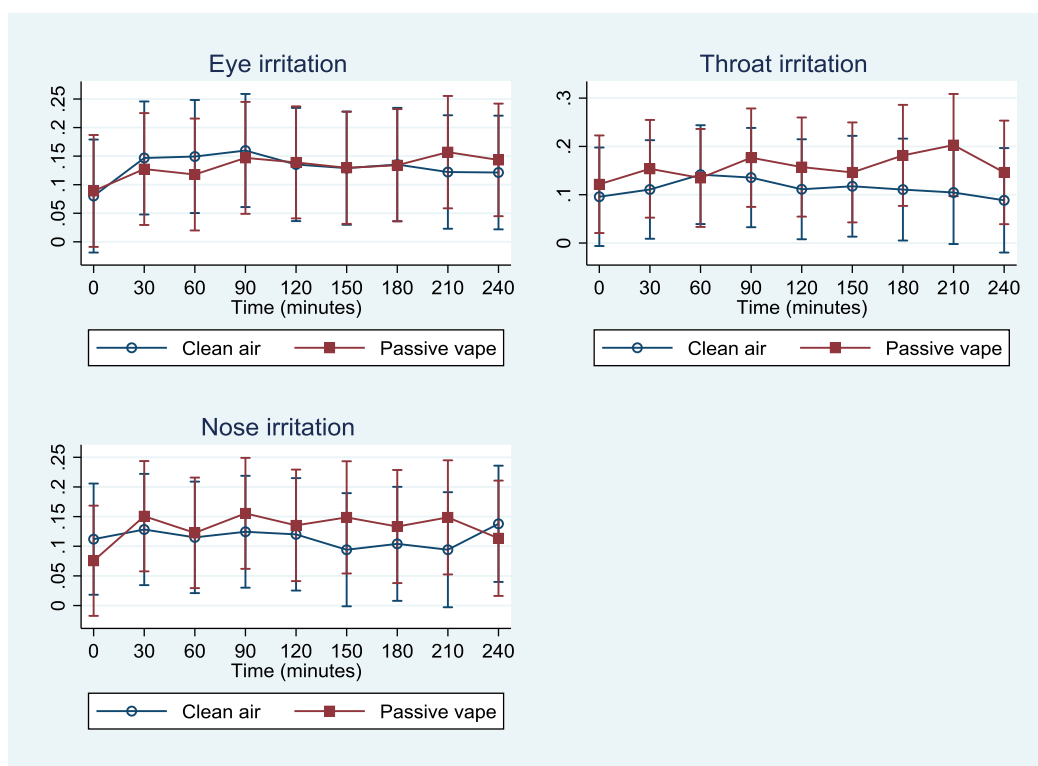 Eye irritation
.25
.2
.15
.1
.05
0
0 30 60 90 120 150 180 210 240
Time (minutes)
Clean air Passive vape
Throat irritation
.3
.2
.1
0
0 30 60 90 120 150 180 210 240
Time (minutes)
Clean air Passive vape
Nose irritation
.25
.2
.15
.1
.05
0
0 30 60 90 120 150 180 210 240
Time (minutes)
Clean air Passive vape